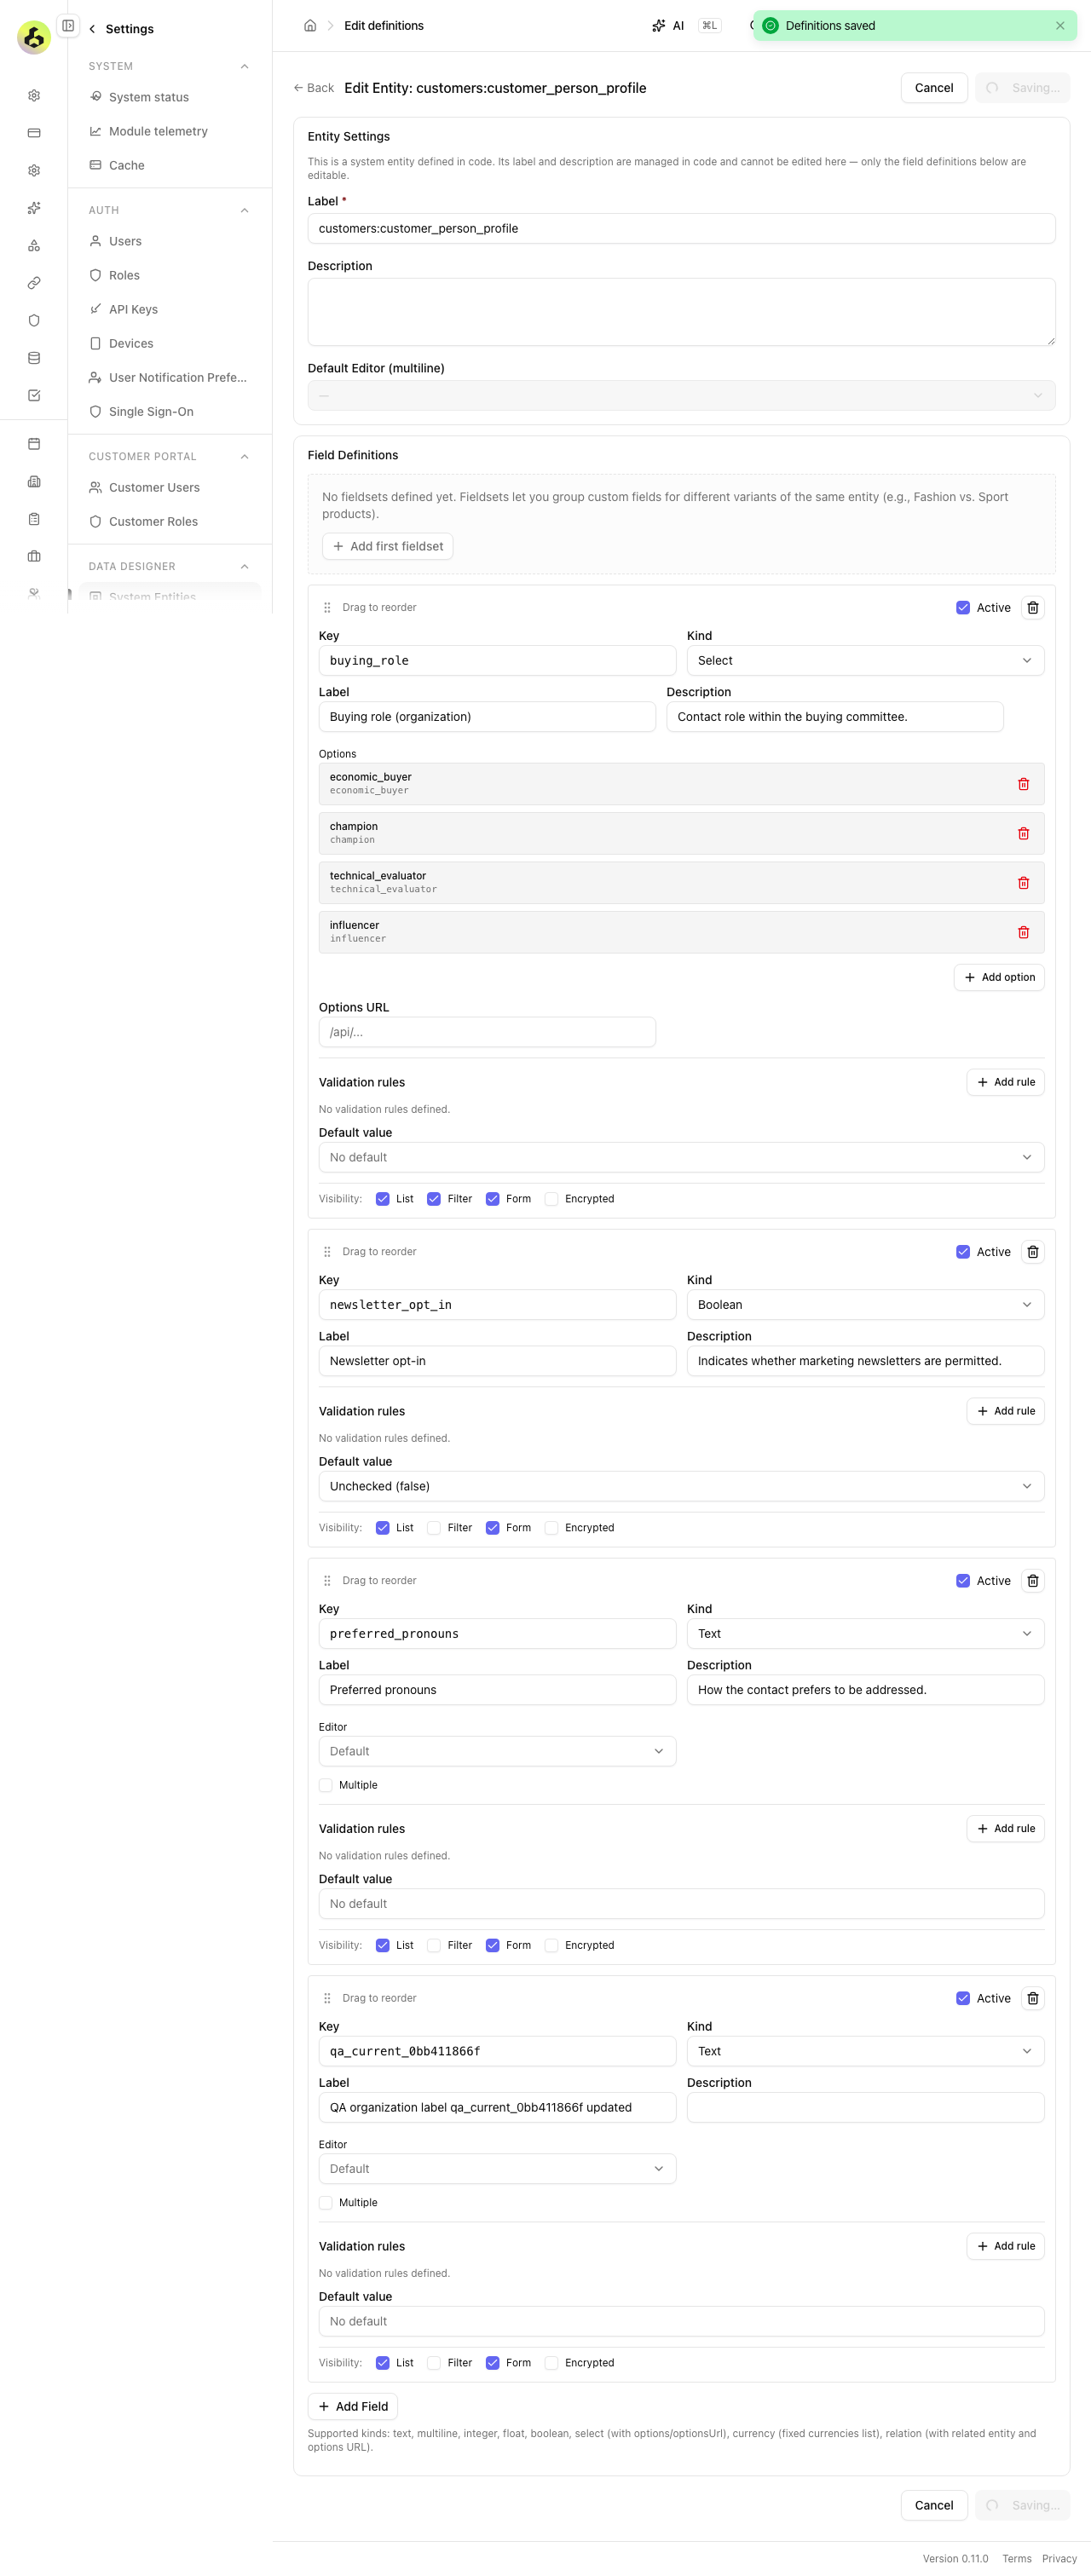 Settings
SYSTEM
System status
Module telemetry
Cache
AUTH
Users
Roles
API Keys
Devices
User Notification Prefe...
Single Sign-On
CUSTOMER PORTAL
Customer Users
Customer Roles
DATA DESIGNER
System Entities
Edit definitions
AI
⌘L
Definitions saved
← Back
Edit Entity: customers:customer_person_profile
Cancel
Saving...
Entity Settings
This is a system entity defined in code. Its label and description are managed in code and cannot be edited here — only the field definitions below are
editable.
Label *
customers:customer_person_profile
Description
Default Editor (multiline)
—
Field Definitions
No fieldsets defined yet. Fieldsets let you group custom fields for different variants of the same entity (e.g., Fashion vs. Sport
products).
+ Add first fieldset
Drag to reorder
Active
Key
Kind
buying_role
Select
Label
Description
Buying role (organization)
Contact role within the buying committee.
Options
economic_buyer
economic_buyer
champion
champion
technical_evaluator
technical_evaluator
influencer
influencer
+ Add option
Options URL
/api/...
Validation rules
+ Add rule
No validation rules defined.
Default value
No default
Visibility: List Filter Form Encrypted
Drag to reorder
Active
Key
Kind
newsletter_opt_in
Boolean
Label
Description
Newsletter opt-in
Indicates whether marketing newsletters are permitted.
Validation rules
+ Add rule
No validation rules defined.
Default value
Unchecked (false)
Visibility: List Filter Form Encrypted
Drag to reorder
Active
Key
Kind
preferred_pronouns
Text
Label
Description
Preferred pronouns
How the contact prefers to be addressed.
Editor
Default
Multiple
Validation rules
+ Add rule
No validation rules defined.
Default value
No default
Visibility: List Filter Form Encrypted
Drag to reorder
Active
Key
Kind
qa_current_0bb411866f
Text
Label
Description
QA organization label qa_current_0bb411866f updated
Editor
Default
Multiple
Validation rules
+ Add rule
No validation rules defined.
Default value
No default
Visibility: List Filter Form Encrypted
+ Add Field
Supported kinds: text, multiline, integer, float, boolean, select (with options/optionsUrl), currency (fixed currencies list), relation (with related entity and
options URL).
Cancel
Saving...
Version 0.11.0
Terms
Privacy